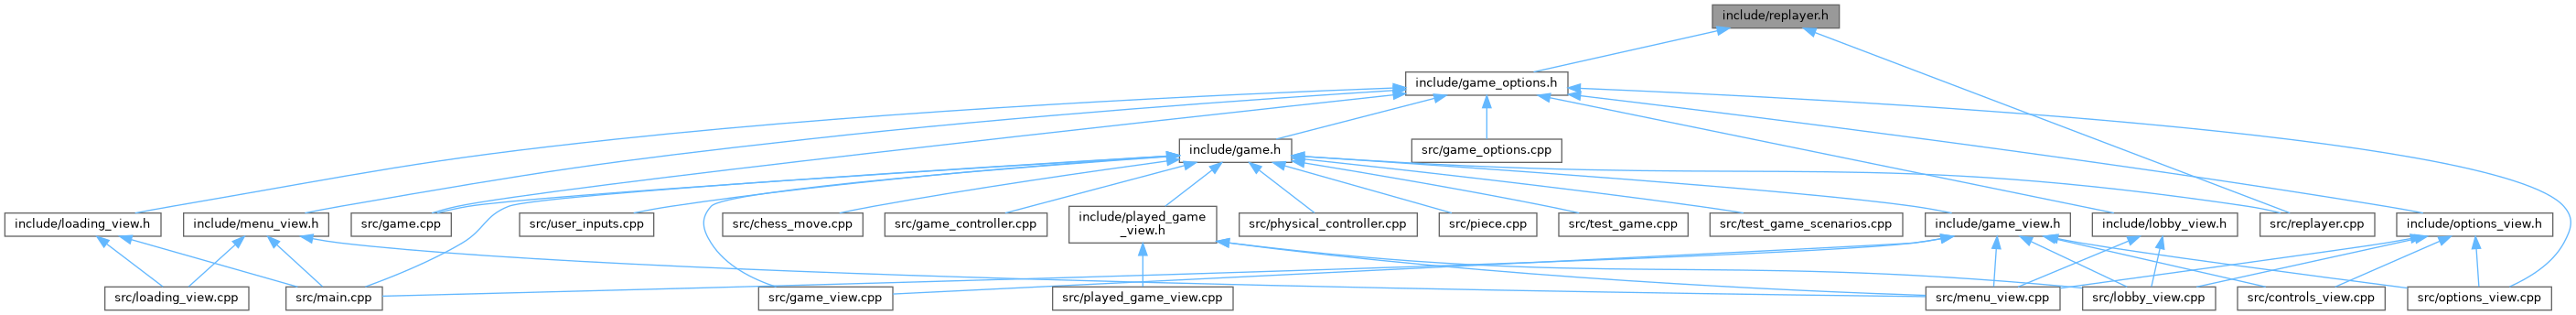 include/replayer.h
include/game_options.h
include/game.h
src/game_options.cpp
include/loading_view.h
include/menu_view.h
src/game.cpp
src/user_inputs.cpp
src/chess_move.cpp
src/game_controller.cpp
include/played_game
_view.h
src/physical_controller.cpp
src/piece.cpp
src/test_game.cpp
src/test_game_scenarios.cpp
include/game_view.h
include/lobby_view.h
src/replayer.cpp
include/options_view.h
src/loading_view.cpp
src/main.cpp
src/game_view.cpp
src/played_game_view.cpp
src/menu_view.cpp
src/lobby_view.cpp
src/controls_view.cpp
src/options_view.cpp